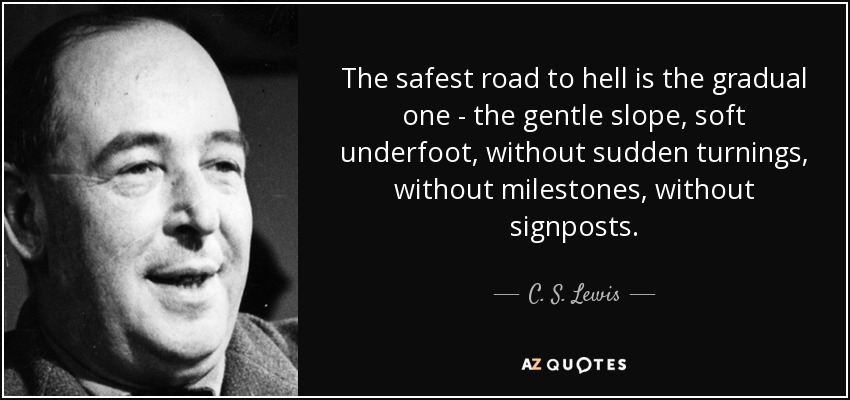 The safest road to hell is the gradual
one - the gentle slope, soft
underfoot, without sudden turnings,
without milestones, without
signposts.
C. S. Lewis
AZ QUOTES